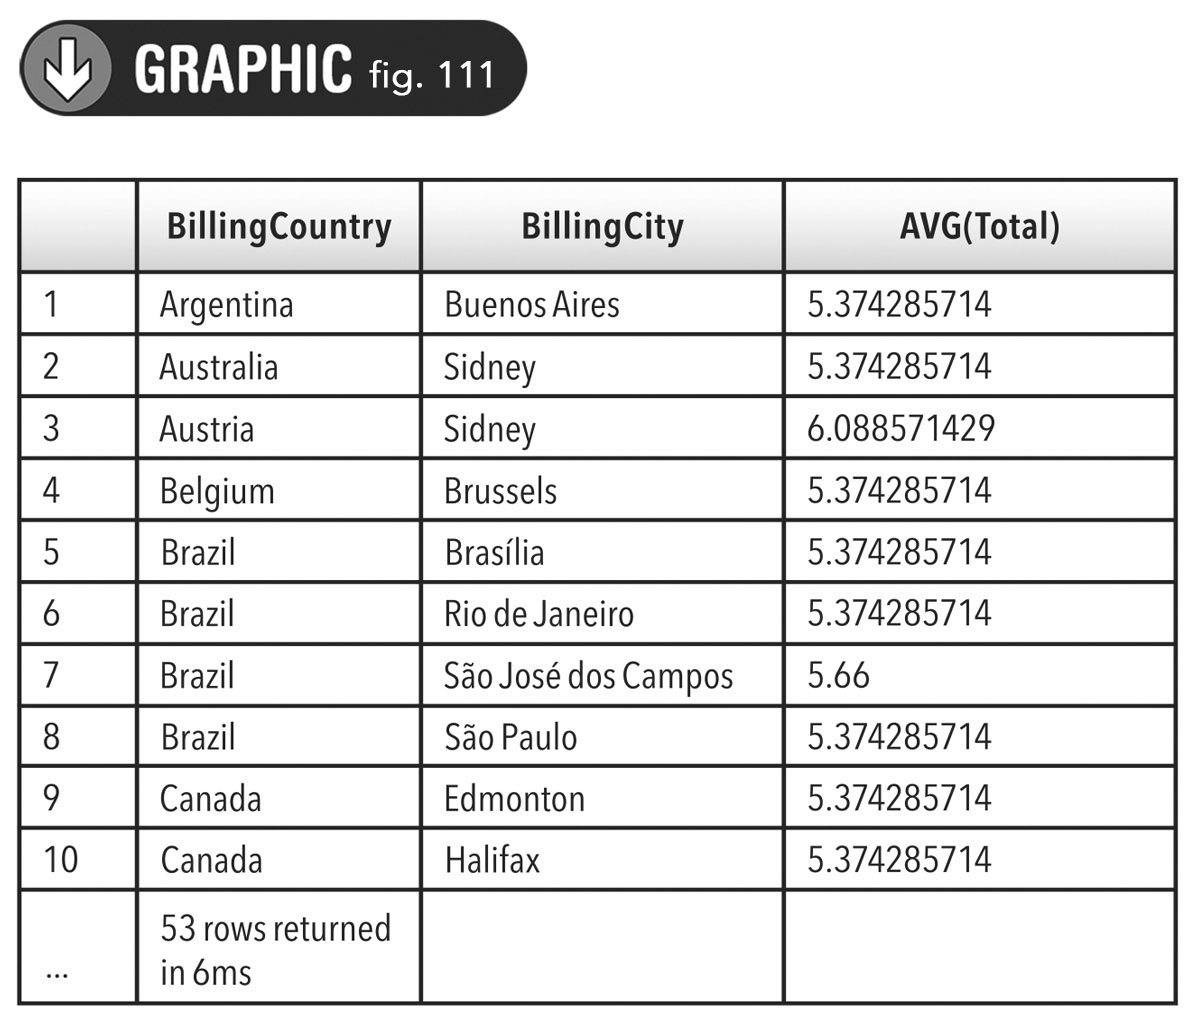 GRAPHIC fig. 111
BillingCountry BillingCity AVG(Total)
1 Argentina Buenos Aires 5.374285714
2 Australia Sidney 5.374285714
3 Austria Sidney 6.088571429
4 Belgium Brussels 5.374285714
5 Brazil Brasília 5.374285714
6 Brazil Rio de Janeiro 5.374285714
7 Brazil São José dos Campos 5.66
8 Brazil São Paulo 5.374285714
9 Canada Edmonton 5.374285714
10 Canada Halifax 5.374285714
53 rows returned
... in 6ms